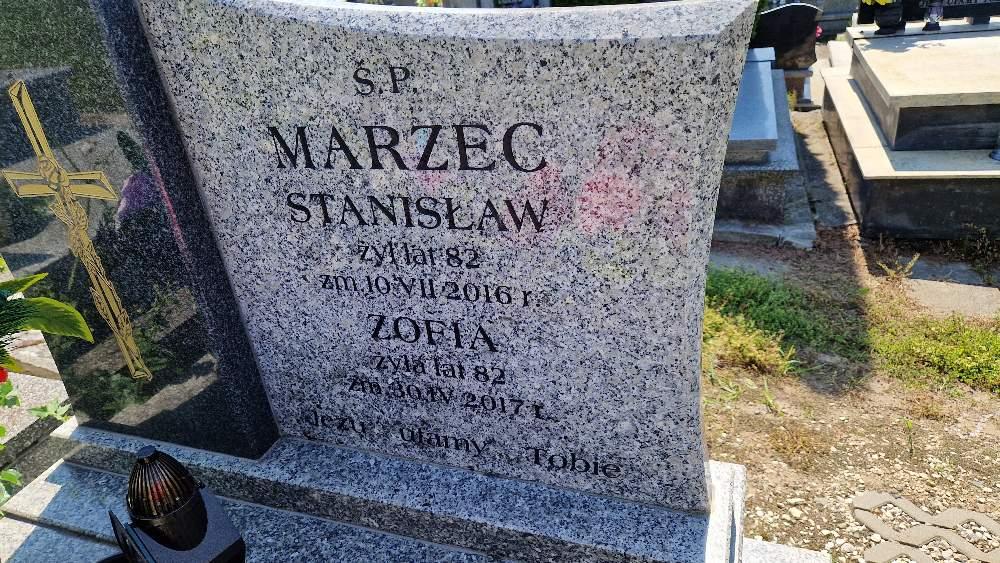 Ś.P.
MARZEC
STANISŁAW
żył lat 82
zm. 10.VII 2016 r.
ZOFIA
żyła lat 82
zm. 30.IV 2017 r.
Jezu ufamy Tobie